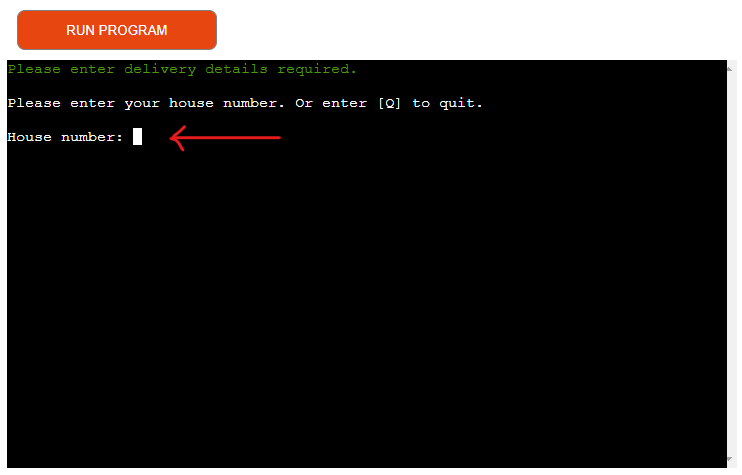 RUN PROGRAM
Please enter delivery details required.
Please enter your house number. Or enter [Q] to quit.
House number: